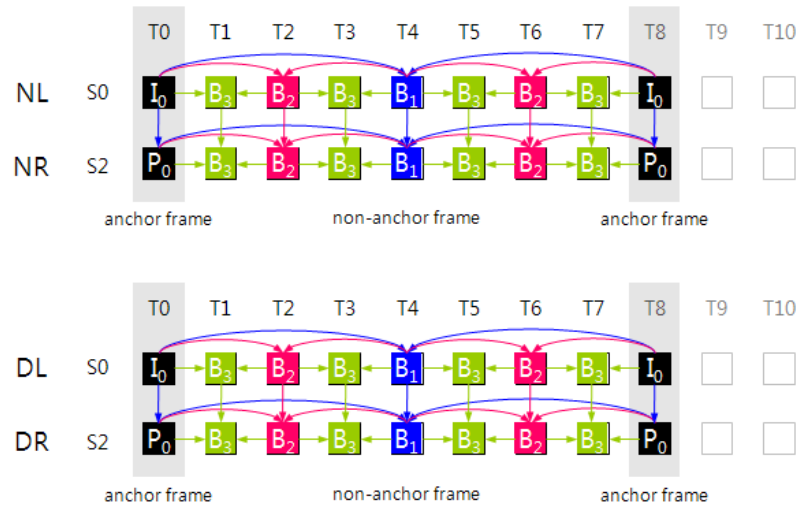 T0 T1 T2 T3 T4 T5 T6 T7 T8 T9 T10
NL S0 I0 B3 B2 B3 B1 B3 B2 B3 I0
NR S2 P0 B3 B2 B3 B1 B3 B2 B3 P0
anchor frame non-anchor frame anchor frame
T0 T1 T2 T3 T4 T5 T6 T7 T8 T9 T10
DL S0 I0 B3 B2 B3 B1 B3 B2 B3 I0
DR S2 P0 B3 B2 B3 B1 B3 B2 B3 P0
anchor frame non-anchor frame anchor frame